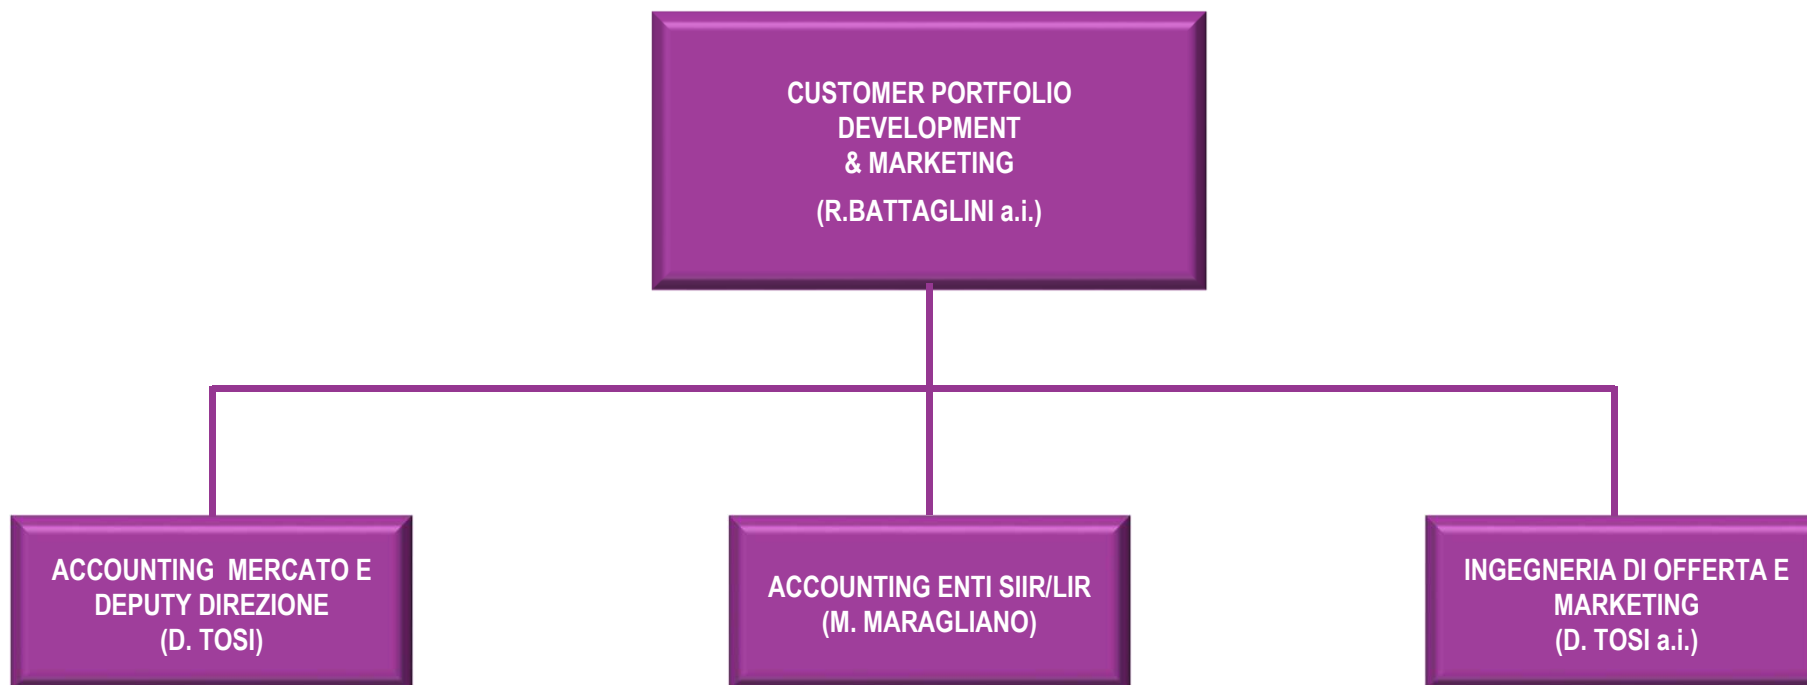 CUSTOMER PORTFOLIO
DEVELOPMENT
& MARKETING
(R.BATTAGLINI a.i.)
ACCOUNTING MERCATO E
DEPUTY DIREZIONE
(D. TOSI)
ACCOUNTING ENTI SIIR/LIR
(M. MARAGLIANO)
INGEGNERIA DI OFFERTA E
MARKETING
(D. TOSI a.i.)